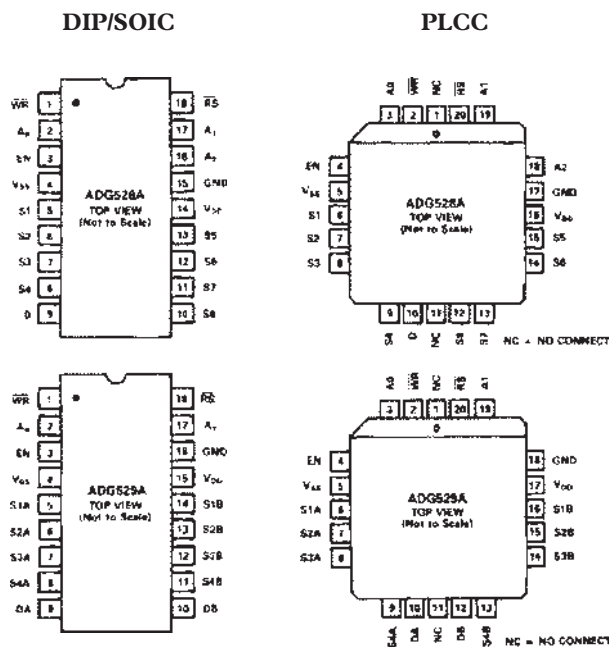 DIP/SOIC
PLCC
W̅R̅ 1
A0 2
EN 3
VSS 4
S1 5
S2 6
S3 7
S4 8
D 9
18 R̅S̅
17 A1
16 A2
15 GND
14 VDD
13 S5
12 S6
11 S7
10 S8
ADG528A
TOP VIEW
(Not to Scale)
A0 W̅R̅ NC R̅S̅ A1
3 2 1 20 19
EN 4
VSS 5
S1 6
S2 7
S3 8
18 A2
17 GND
16 VDD
15 S5
14 S6
ADG528A
TOP VIEW
(Not to Scale)
9 10 11 12 13
S4 D NC S8 S7
NC = NO CONNECT
W̅R̅ 1
A0 2
EN 3
VSS 4
S1A 5
S2A 6
S3A 7
S4A 8
DA 9
18 R̅S̅
17 A1
16 GND
15 VDD
14 S1B
13 S2B
12 S3B
11 S4B
10 DB
ADG529A
TOP VIEW
(Not to Scale)
A0 W̅R̅ NC R̅S̅ A1
3 2 1 20 19
EN 4
VSS 5
S1A 6
S2A 7
S3A 8
18 GND
17 VDD
16 S1B
15 S2B
14 S3B
ADG529A
TOP VIEW
(Not to Scale)
9 10 11 12 13
S4A DA NC DB S4B
NC = NO CONNECT